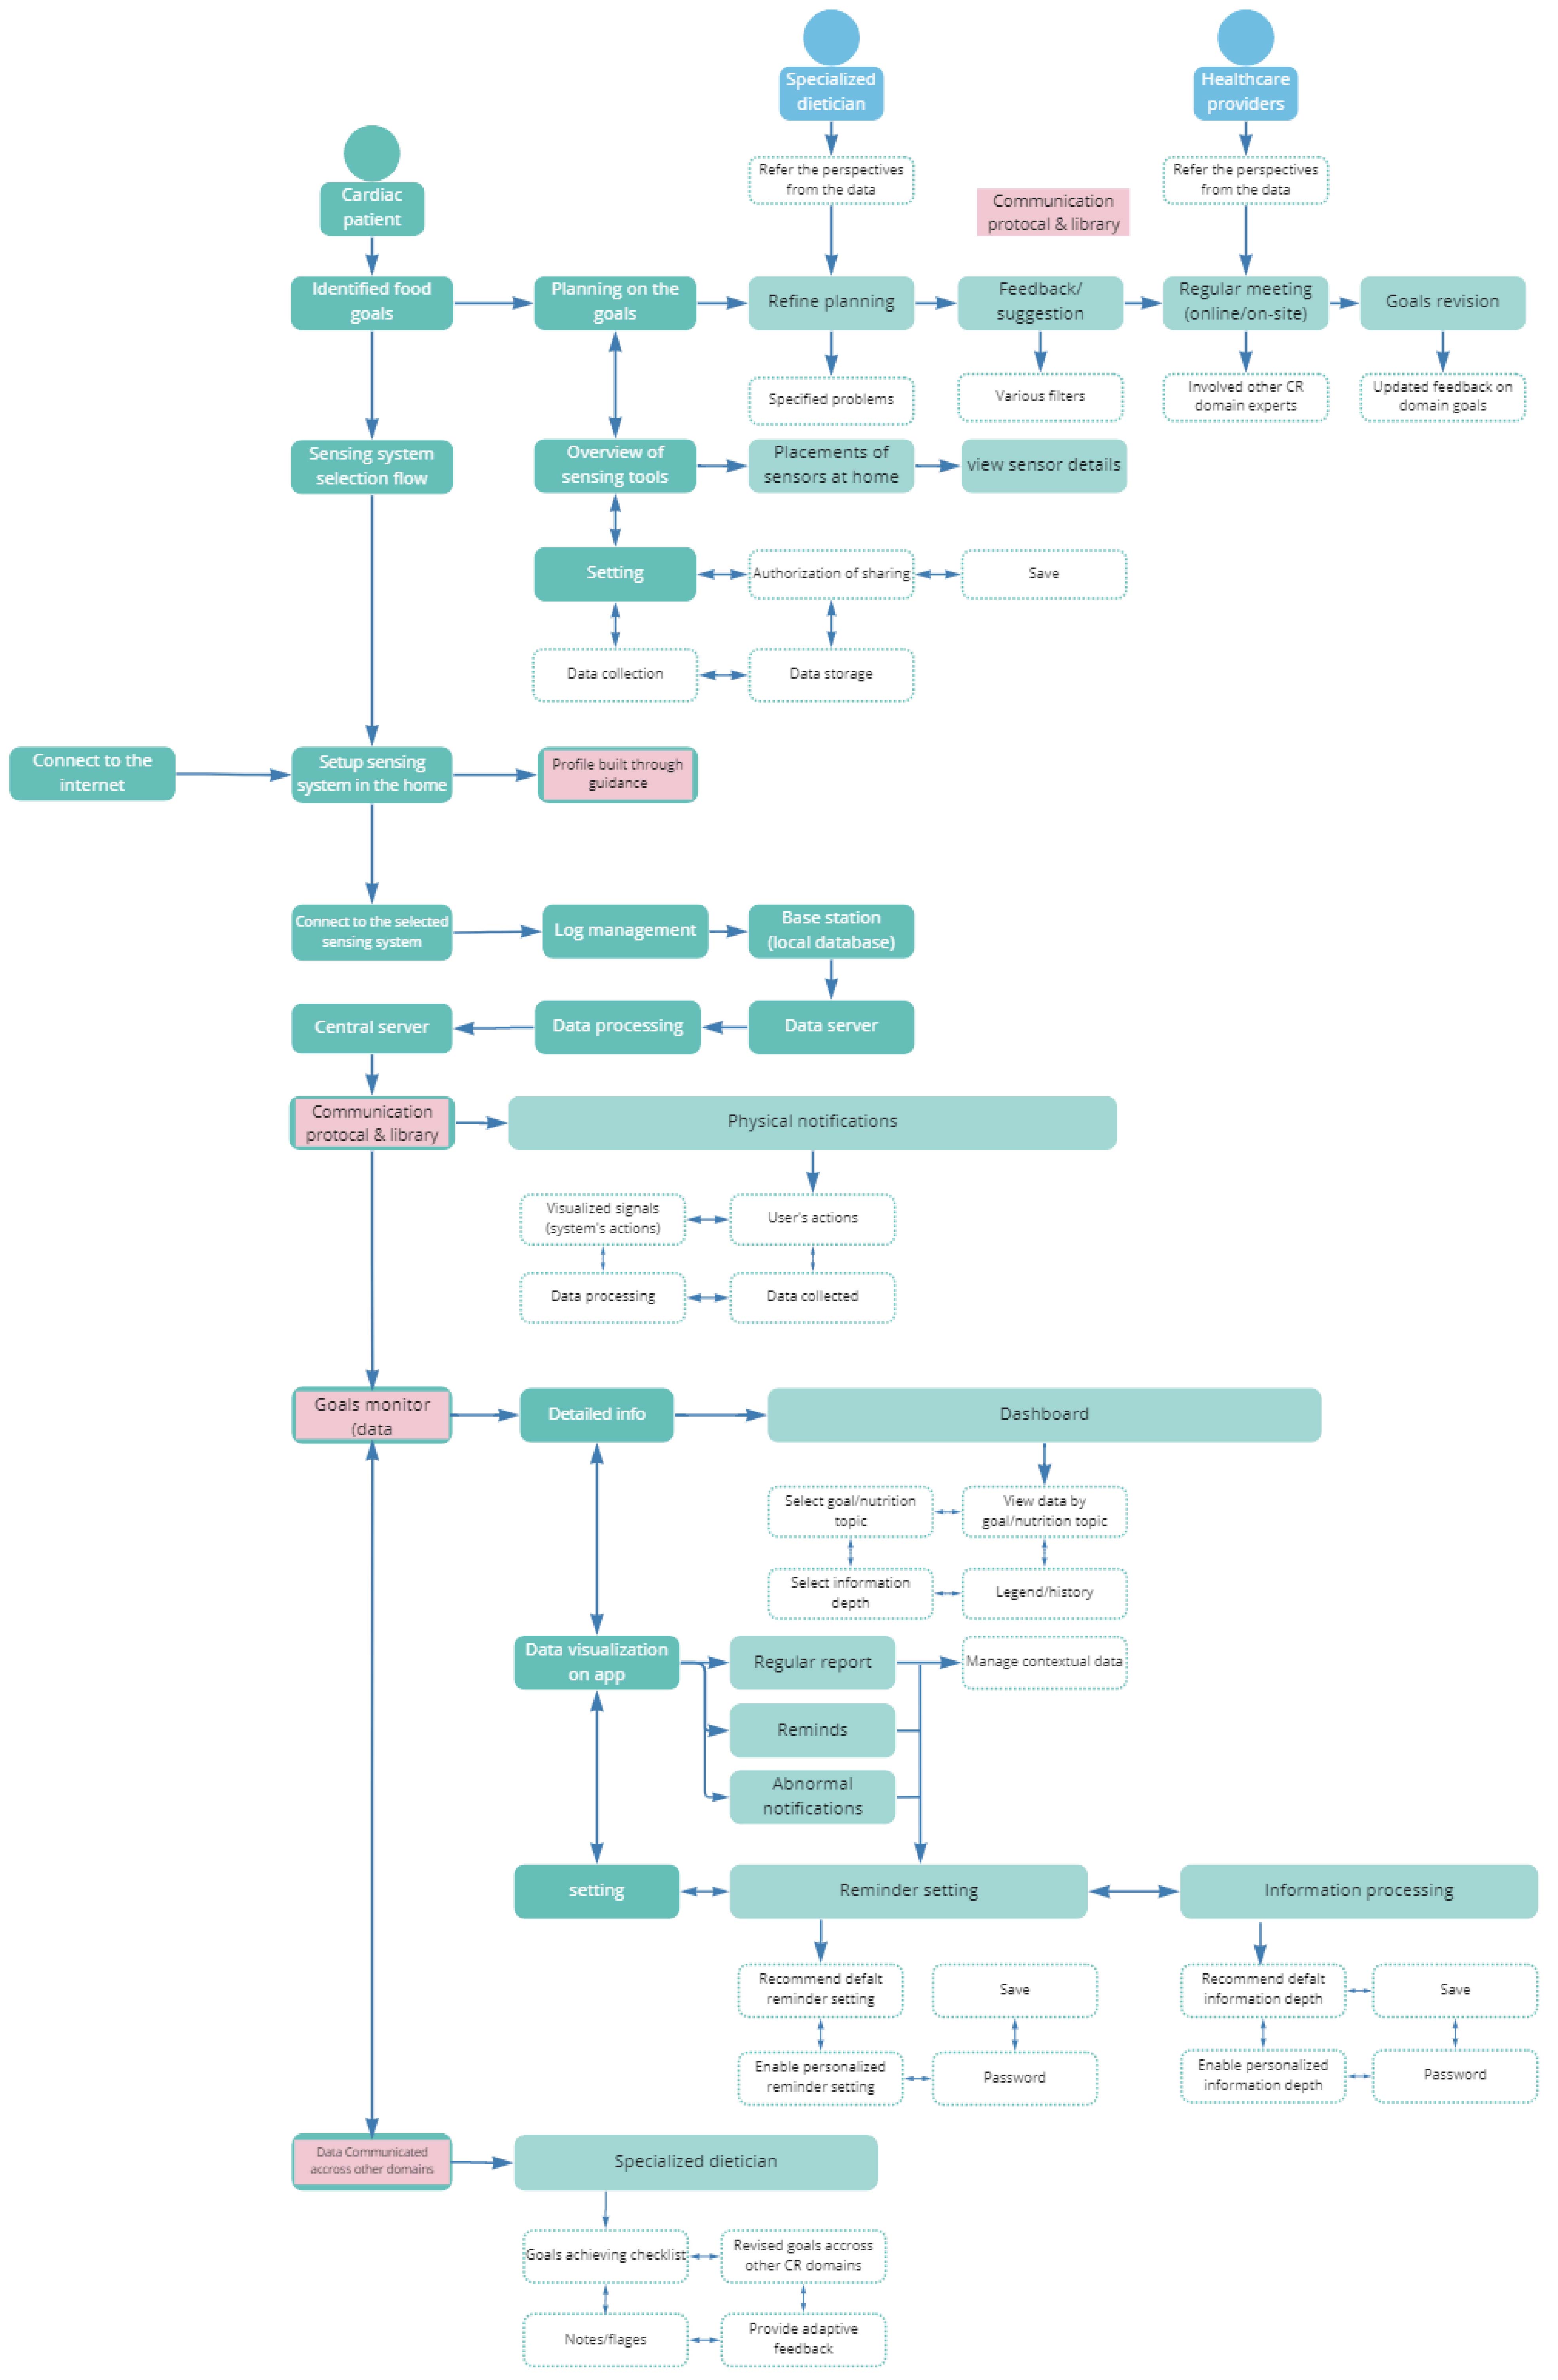 Specialized
dietician
Healthcare
providers
Refer the perspectives
from the data
Refer the perspectives
from the data
Cardiac
patient
Communication
protocal & library
Identified food
goals
Planning on the
goals
Refine planning
Feedback/
suggestion
Regular meeting
(online/on-site)
Goals revision
Specified problems
Various filters
Involved other CR
domain experts
Updated feedback on
domain goals
Sensing system
selection flow
Overview of
sensing tools
Placements of
sensors at home
view sensor details
Setting
Authorization of sharing
Save
Data collection
Data storage
Connect to the
internet
Setup sensing
system in the home
Profile built through
guidance
Connect to the selected
sensing system
Log management
Base station
(local database)
Central server
Data processing
Data server
Communication
protocal & library
Physical notifications
Visualized signals
(system's actions)
User's actions
Data processing
Data collected
Goals monitor
(data
Detailed info
Dashboard
Select goal/nutrition
topic
View data by
goal/nutrition topic
Select information
depth
Legend/history
Data visualization
on app
Regular report
Manage contextual data
Reminds
Abnormal
notifications
setting
Reminder setting
Information processing
Recommend defalt
reminder setting
Save
Recommend defalt
information depth
Save
Enable personalized
reminder setting
Password
Enable personalized
information depth
Password
Data Communicated
accross other domains
Specialized dietician
Goals achieving checklist
Revised goals accross
other CR domains
Notes/flages
Provide adaptive
feedback